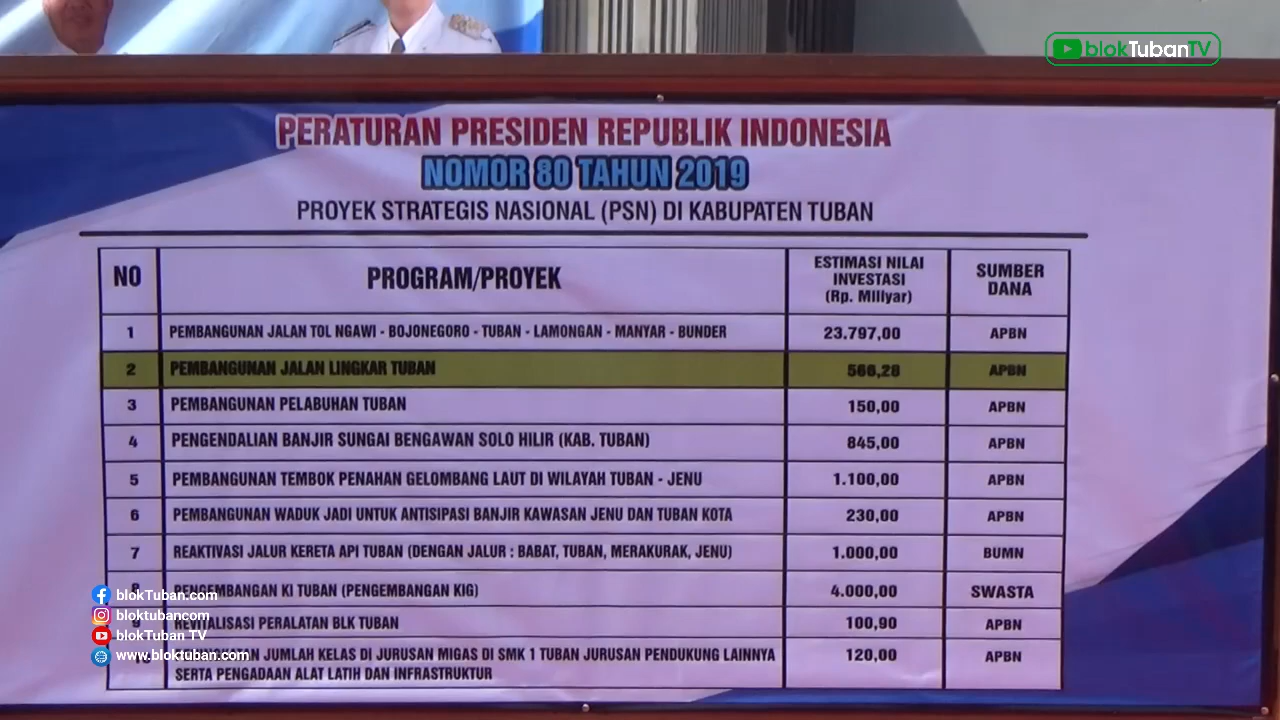 blokTubanTV
PERATURAN PRESIDEN REPUBLIK INDONESIA
NOMOR 80 TAHUN 2019
PROYEK STRATEGIS NASIONAL (PSN) DI KABUPATEN TUBAN
NO PROGRAM/PROYEK ESTIMASI NILAI INVESTASI (Rp. Milyar) SUMBER DANA
1 PEMBANGUNAN JALAN TOL NGAWI - BOJONEGORO - TUBAN - LAMONGAN - MANYAR - BUNDER 23.797,00 APBN
2 PEMBANGUNAN JALAN LINGKAR TUBAN 566,28 APBN
3 PEMBANGUNAN PELABUHAN TUBAN 150,00 APBN
4 PENGENDALIAN BANJIR SUNGAI BENGAWAN SOLO HILIR (KAB. TUBAN) 845,00 APBN
5 PEMBANGUNAN TEMBOK PENAHAN GELOMBANG LAUT DI WILAYAH TUBAN - JENU 1.100,00 APBN
6 PEMBANGUNAN WADUK JADI UNTUK ANTISIPASI BANJIR KAWASAN JENU DAN TUBAN KOTA 230,00 APBN
7 REAKTIVASI JALUR KERETA API TUBAN (DENGAN JALUR : BABAT, TUBAN, MERAKURAK, JENU) 1.000,00 BUMN
8 PENGEMBANGAN KI TUBAN (PENGEMBANGAN KIG) 4.000,00 SWASTA
blokTuban.com
9 REVITALISASI PERALATAN BLK TUBAN 100,90 APBN
bloktubancom
blokTuban TV
JUMLAH KELAS DI JURUSAN MIGAS DI SMK 1 TUBAN JURUSAN PENDUKUNG LAINNYA 120,00 APBN
www.bloktuban.com
SERTA PENGADAAN ALAT LATIH DAN INFRASTRUKTUR